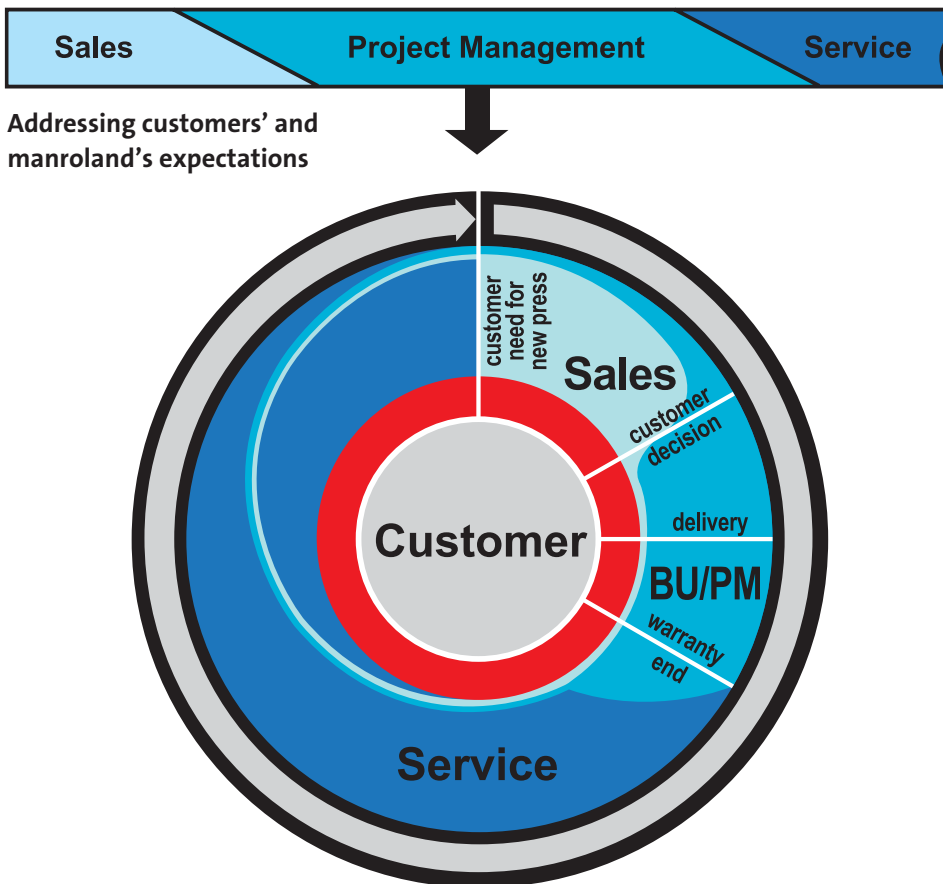 Sales
Project Management
Service
Addressing customers’ and
manroland’s expectations
customer
need for
new press
Sales
customer
decision
delivery
Customer
BU/PM
warranty
end
Service